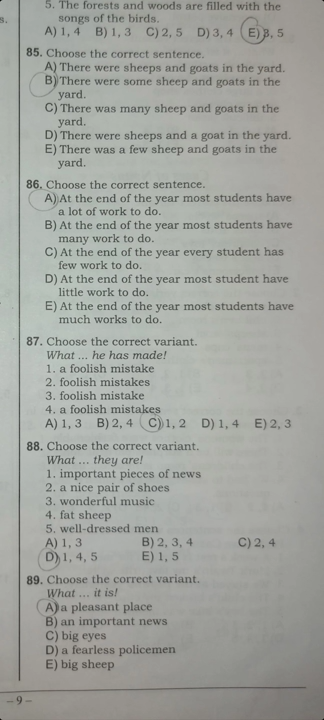 s.
5. The forests and woods are filled with the
songs of the birds.
A) 1, 4 B) 1, 3 C) 2, 5 D) 3, 4 E) 3, 5
85. Choose the correct sentence.
A) There were sheeps and goats in the yard.
B) There were some sheep and goats in the
yard.
C) There was many sheep and goats in the
yard.
D) There were sheeps and a goat in the yard.
E) There was a few sheep and goats in the
yard.
86. Choose the correct sentence.
A) At the end of the year most students have
a lot of work to do.
B) At the end of the year most students have
many work to do.
C) At the end of the year every student has
few work to do.
D) At the end of the year most student have
little work to do.
E) At the end of the year most students have
much works to do.
87. Choose the correct variant.
What ... he has made!
1. a foolish mistake
2. foolish mistakes
3. foolish mistake
4. a foolish mistakes
A) 1, 3 B) 2, 4 C) 1, 2 D) 1, 4 E) 2, 3
88. Choose the correct variant.
What ... they are!
1. important pieces of news
2. a nice pair of shoes
3. wonderful music
4. fat sheep
5. well-dressed men
A) 1, 3 B) 2, 3, 4 C) 2, 4
D) 1, 4, 5 E) 1, 5
89. Choose the correct variant.
What ... it is!
A) a pleasant place
B) an important news
C) big eyes
D) a fearless policemen
E) big sheep
– 9 –